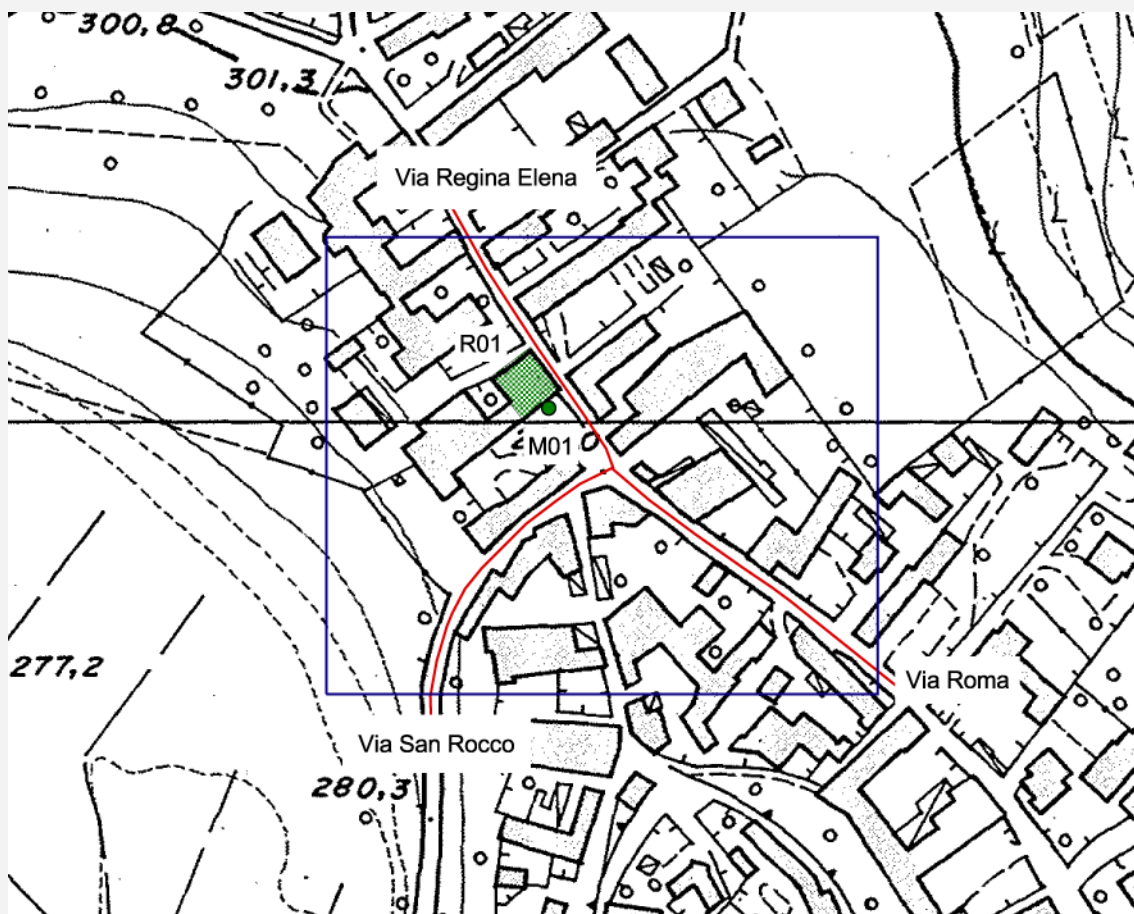 300,8
301,3
Via Regina Elena
R01
M01
277,2
Via Roma
Via San Rocco
280,3